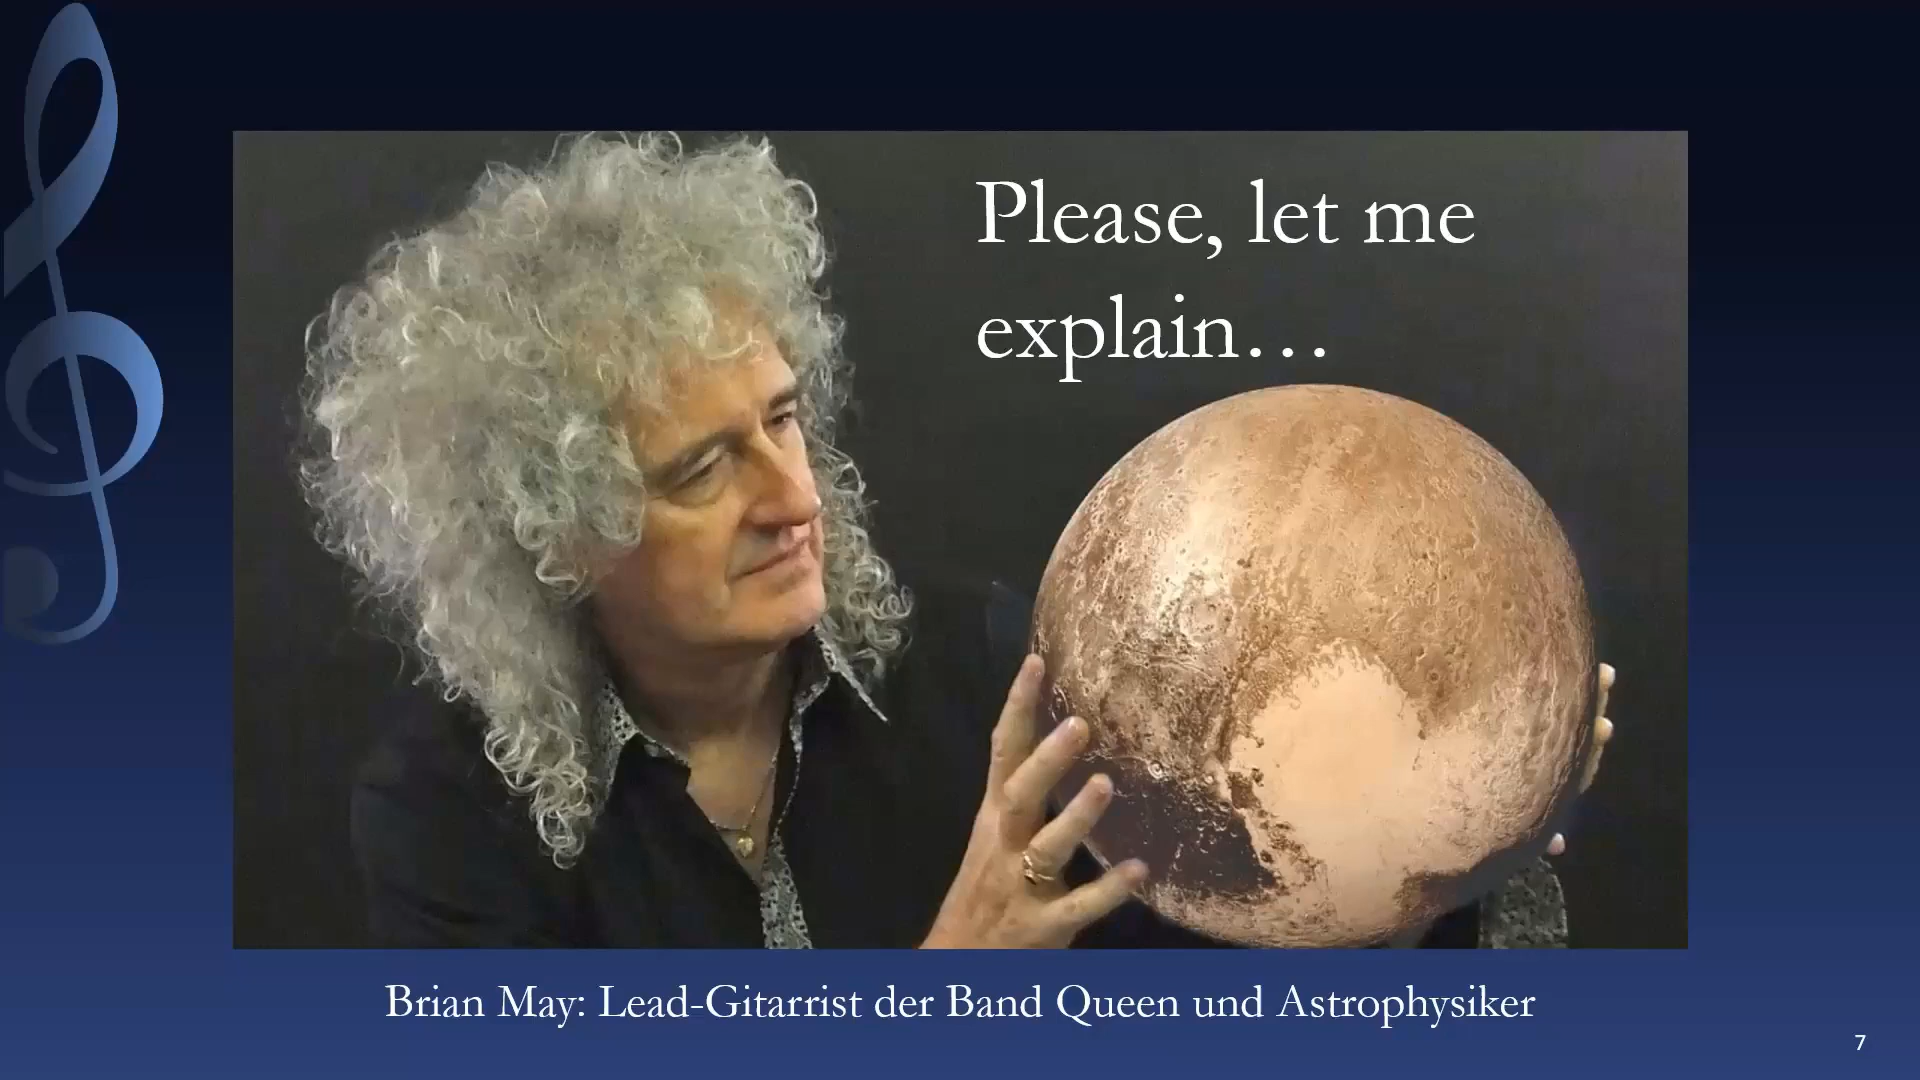 Please, let me
explain…
Brian May: Lead-Gitarrist der Band Queen und Astrophysiker
7